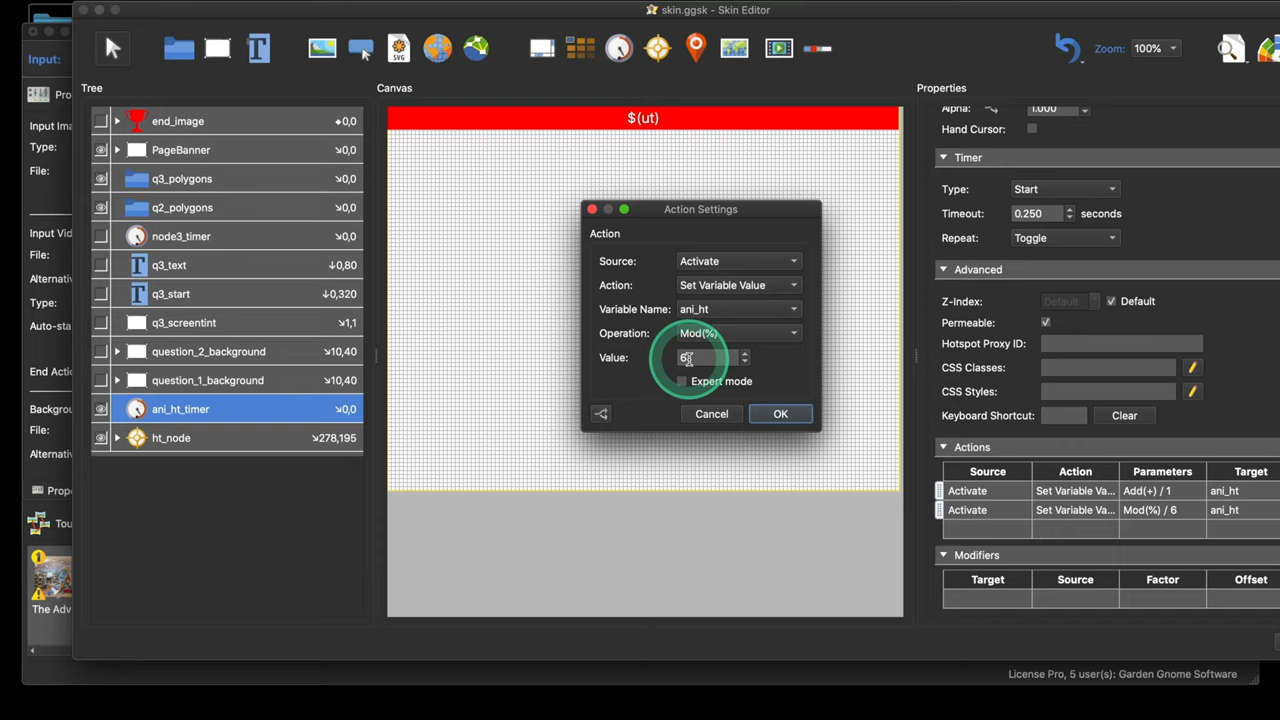 skin.ggsk - Skin Editor
Input:
T
SVG
Zoom: 100%
Pro
Tree
Canvas
Properties
Input Ima
Type:
File:
Input Vid
File:
Alternativ
Type:
Auto-sta
End Actio
Backgrou
File:
Alternativ
Prope
Tou
1
The Adv
end_image 0,0
PageBanner 0,0
q3_polygons 0,0
q2_polygons 0,0
node3_timer 0,0
q3_text 0,80
q3_start 0,320
q3_screentint 1,1
question_2_background 10,40
question_1_background 10,40
ani_ht_timer 0,0
ht_node 278,195
$(ut)
Action Settings
Action
Source: Activate
Action: Set Variable Value
Variable Name: ani_ht
Operation: Mod(%)
Value: 6
Expert mode
Cancel OK
Alpha: 1.000
Hand Cursor:
Timer
Type: Start
Timeout: 0.250 seconds
Repeat: Toggle
Advanced
Z-Index: Default Default
Permeable:
Hotspot Proxy ID:
CSS Classes:
CSS Styles:
Keyboard Shortcut: Clear
Actions
Source Action Parameters Target
Activate Set Variable Va... Add(+) / 1 ani_ht
Activate Set Variable Va... Mod(%) / 6 ani_ht
Modifiers
Target Source Factor Offset
License Pro, 5 user(s): Garden Gnome Software